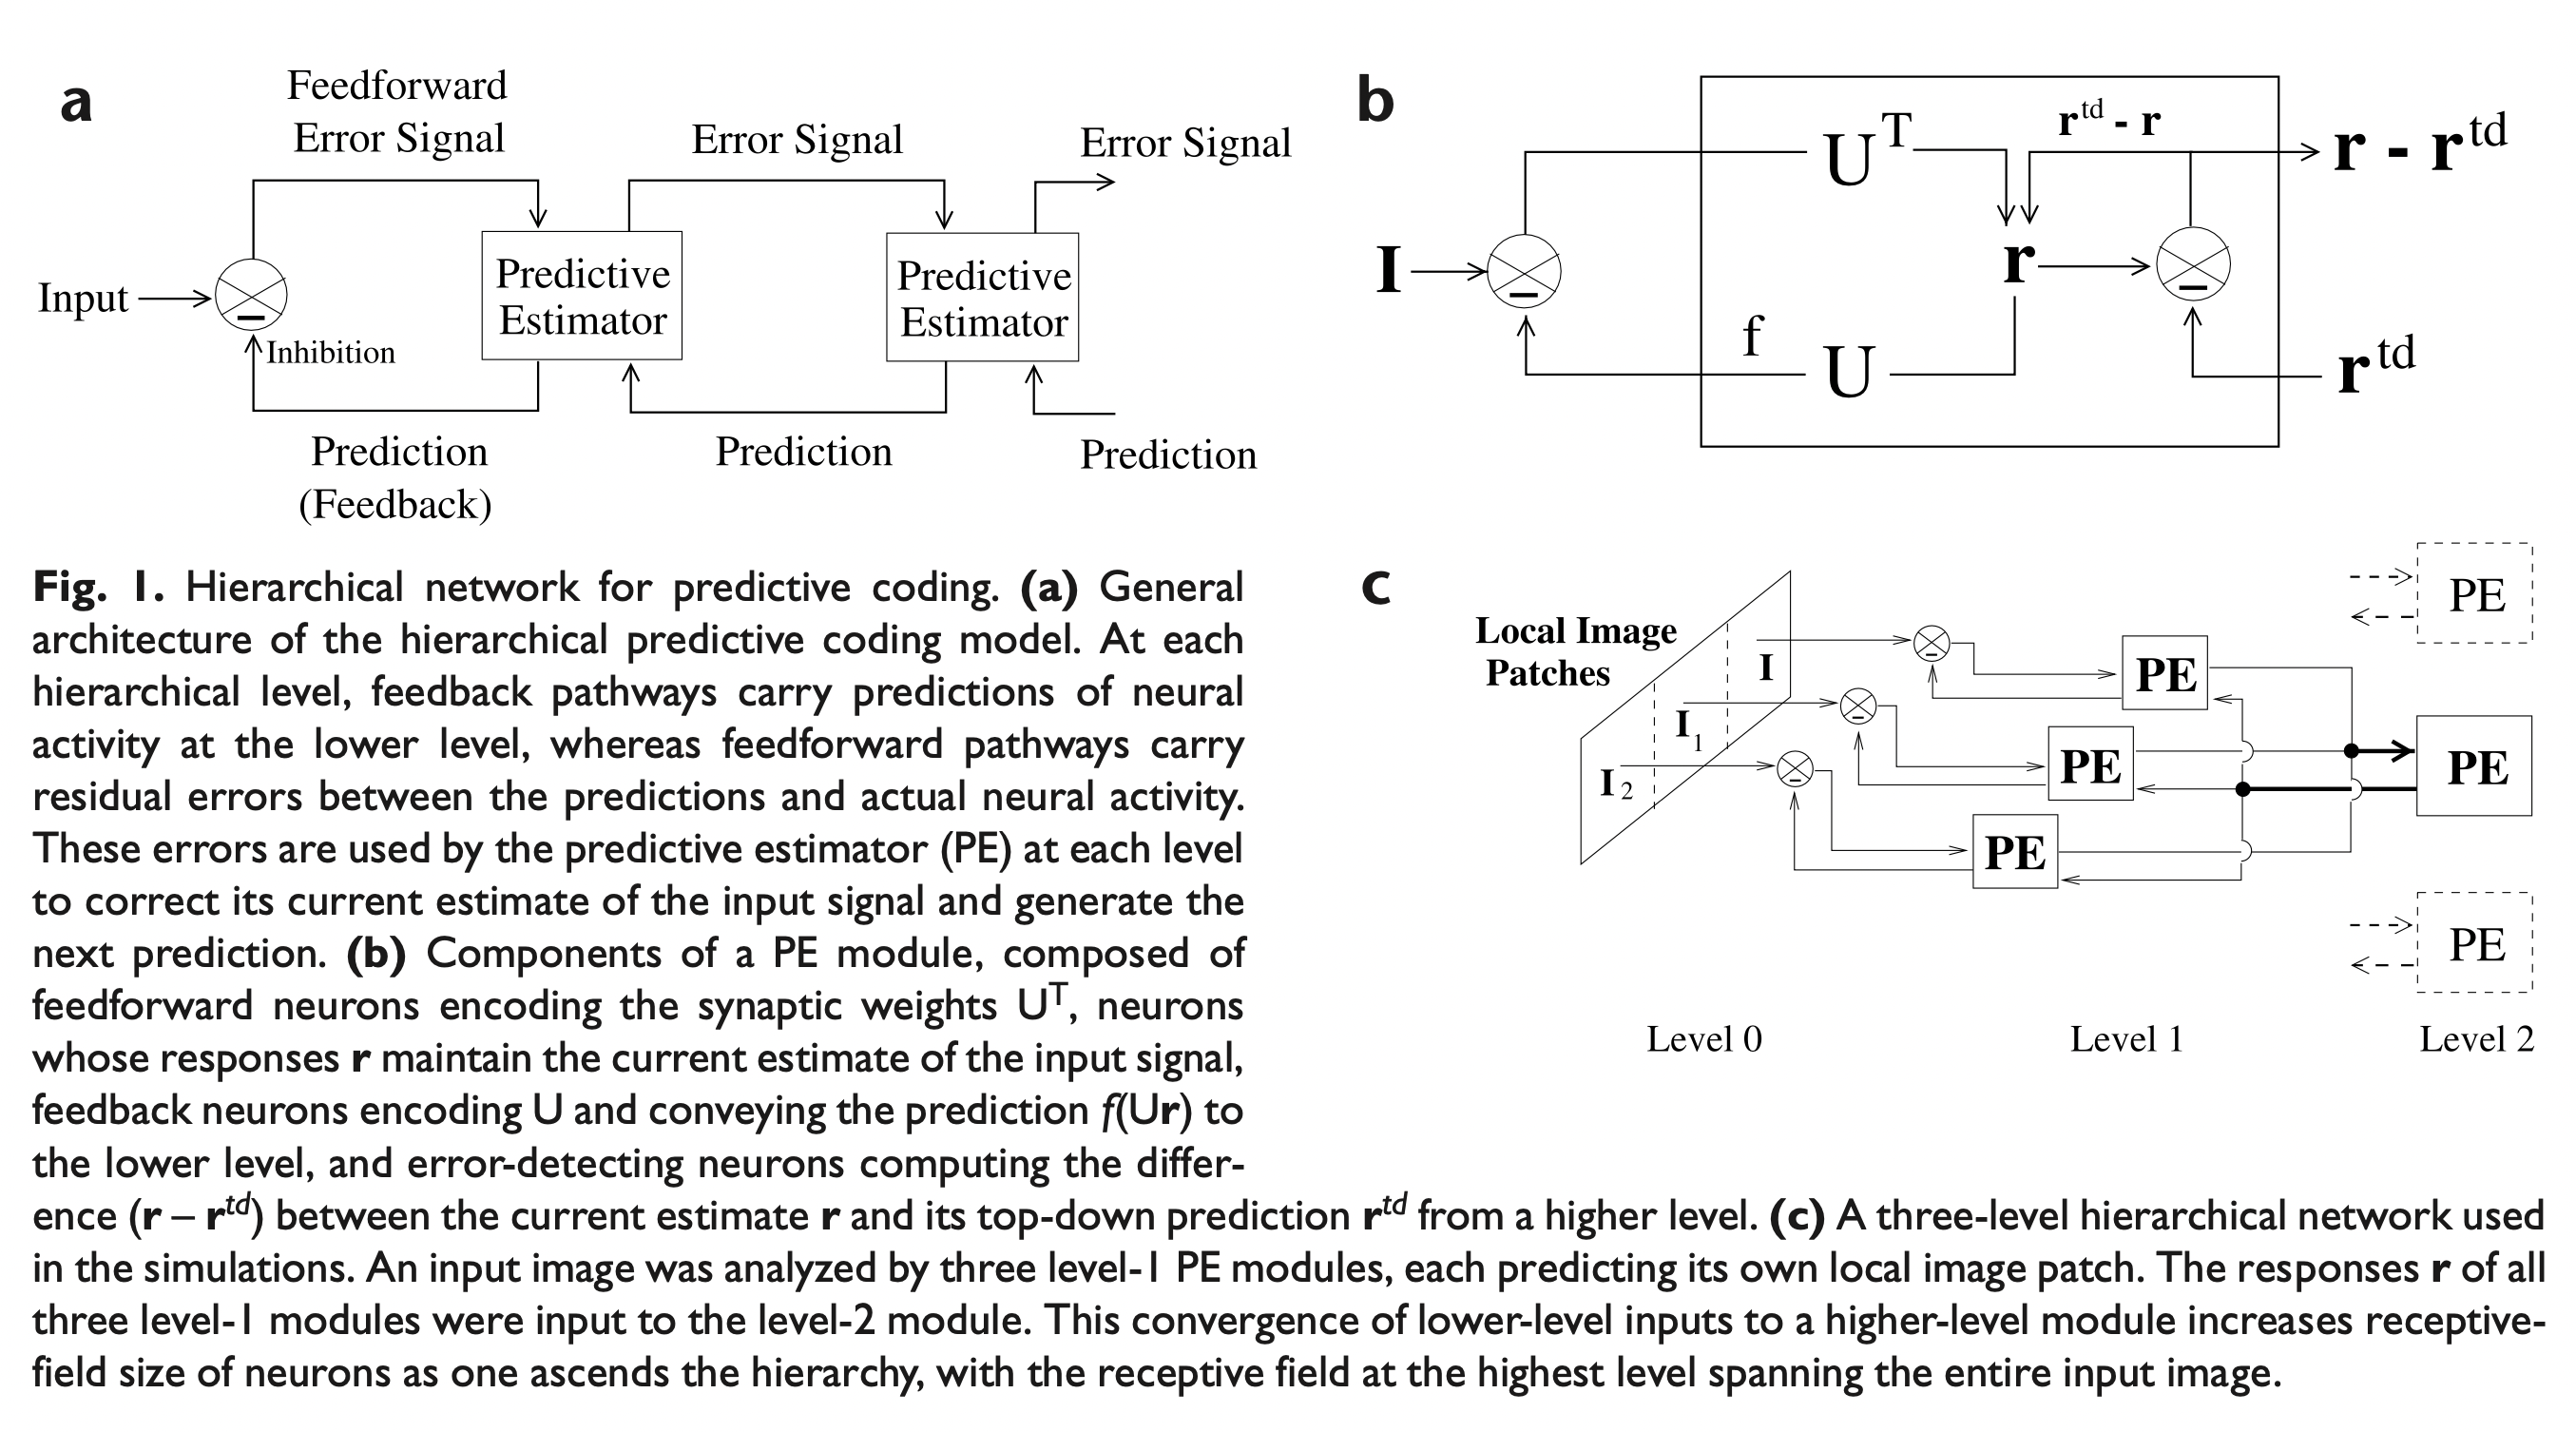 a
Feedforward
Error Signal
Error Signal
Error Signal
Input
Inhibition
Predictive
Estimator
Predictive
Estimator
Prediction
(Feedback)
Prediction
Prediction
b
I
U^T
r^td - r
r - r^td
r
f
U
r^td
c
Local Image
Patches
I
I_1
I_2
PE
PE
PE
PE
PE
PE
Level 0
Level 1
Level 2
Fig. 1. Hierarchical network for predictive coding. (a) General
architecture of the hierarchical predictive coding model. At each
hierarchical level, feedback pathways carry predictions of neural
activity at the lower level, whereas feedforward pathways carry
residual errors between the predictions and actual neural activity.
These errors are used by the predictive estimator (PE) at each level
to correct its current estimate of the input signal and generate the
next prediction. (b) Components of a PE module, composed of
feedforward neurons encoding the synaptic weights U^T, neurons
whose responses r maintain the current estimate of the input signal,
feedback neurons encoding U and conveying the prediction f(Ur) to
the lower level, and error-detecting neurons computing the differ-
ence (r – r^td) between the current estimate r and its top-down prediction r^td from a higher level. (c) A three-level hierarchical network used
in the simulations. An input image was analyzed by three level-1 PE modules, each predicting its own local image patch. The responses r of all
three level-1 modules were input to the level-2 module. This convergence of lower-level inputs to a higher-level module increases receptive-
field size of neurons as one ascends the hierarchy, with the receptive field at the highest level spanning the entire input image.